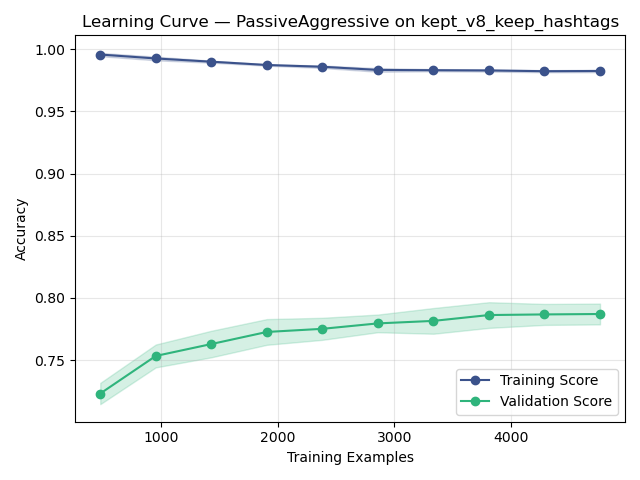 Learning Curve — PassiveAggressive on kept_v8_keep_hashtags
1.00
0.95
0.90
0.85
0.80
0.75
Accuracy
1000 2000 3000 4000
Training Examples
Training Score
Validation Score